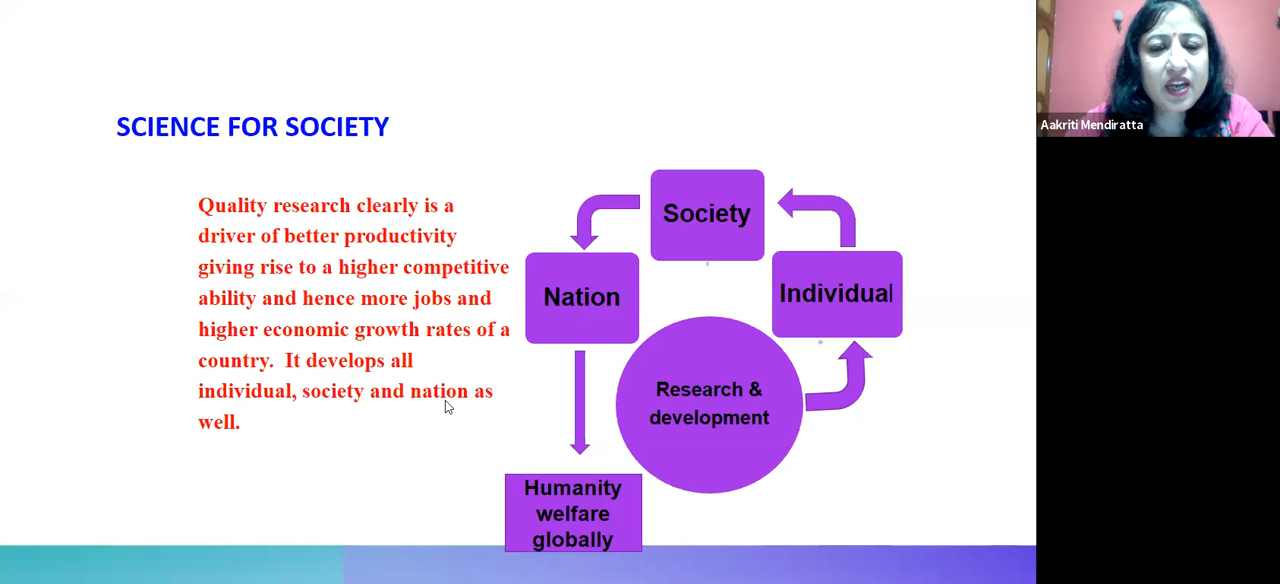 SCIENCE FOR SOCIETY
Quality research clearly is a
driver of better productivity
giving rise to a higher competitive
ability and hence more jobs and
higher economic growth rates of a
country.  It develops all
individual, society and nation as
well.
Society
Nation
Individual
Research &
development
Humanity
welfare
globally
Aakriti Mendiratta